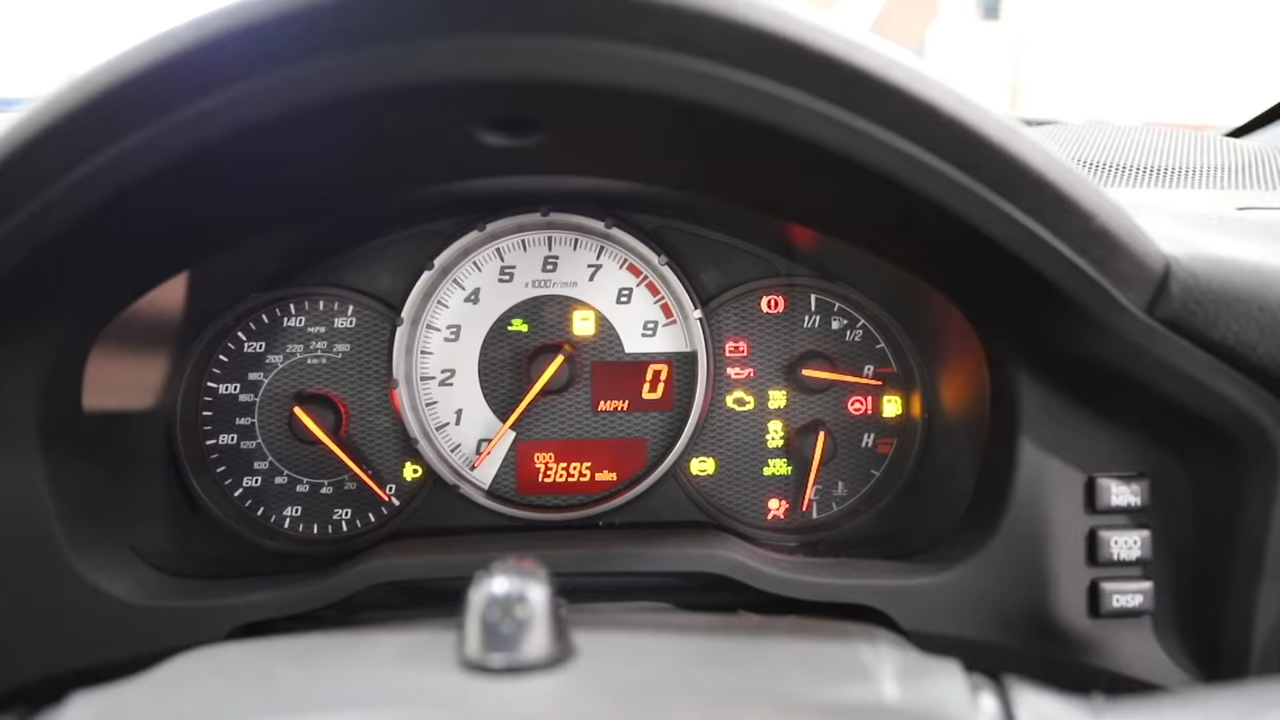 140 MPH 160
120
220 240 260
200
km/h
180
100
160
140
80
120
100
60
80
60 40 20
0
40
20
6
5
7
x1000r/min
4
8
3
9
2
1
0
0
MPH
ODO
73695 miles
1/1
1/2
R
TRC
OFF
OFF
H
VSC
SPORT
C
km/h
MPH
ODO
TRIP
DISP